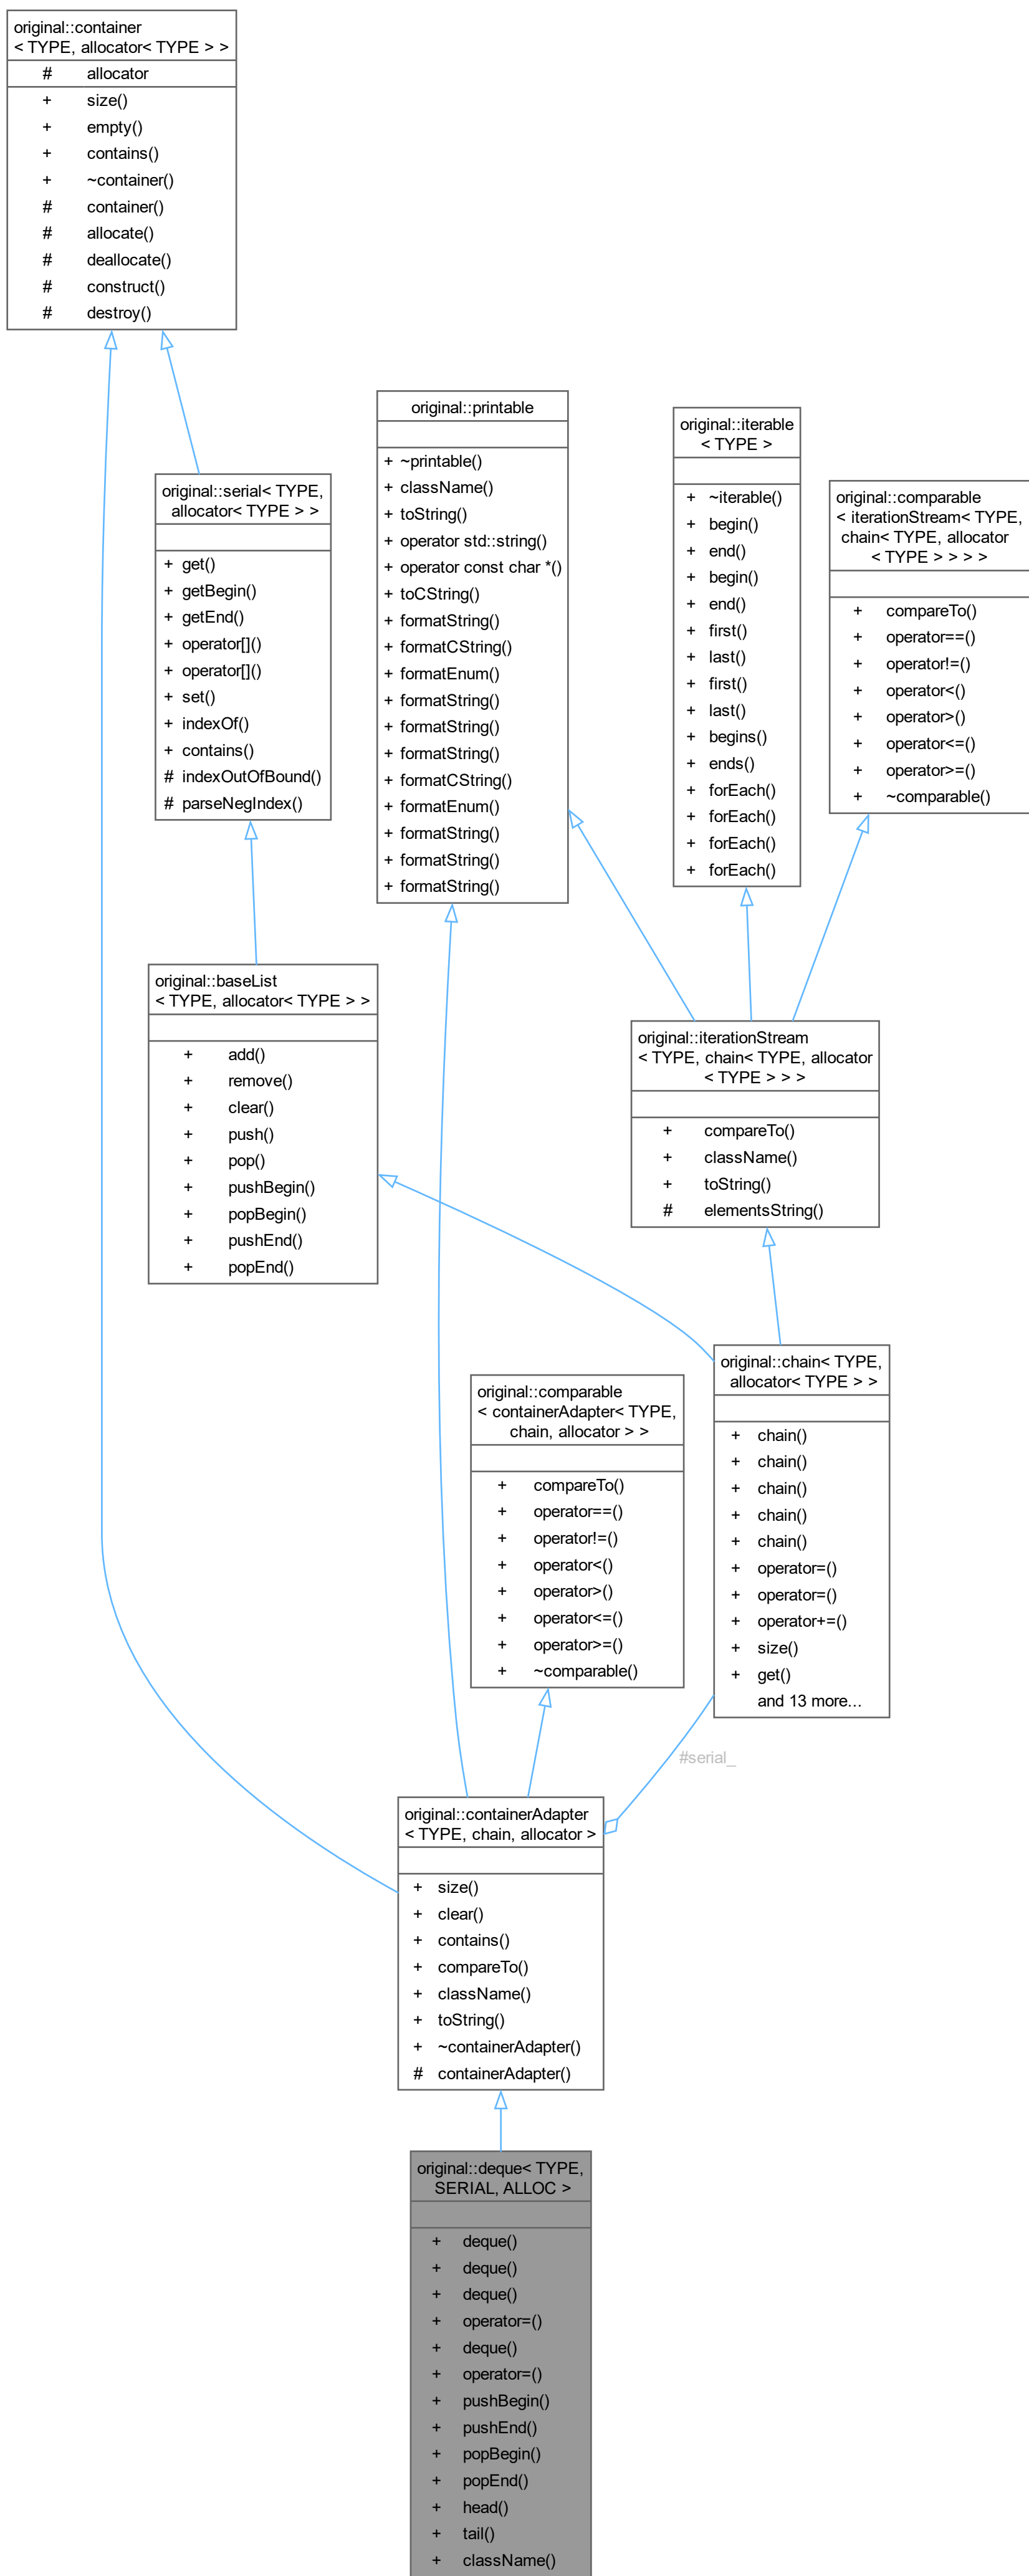 original::container
< TYPE, allocator< TYPE > >
# allocator
+ size()
+ empty()
+ contains()
+ ~container()
# container()
# allocate()
# deallocate()
# construct()
# destroy()
original::serial< TYPE,
allocator< TYPE > >
+ get()
+ getBegin()
+ getEnd()
+ operator[]()
+ operator[]()
+ set()
+ indexOf()
+ contains()
# indexOutOfBound()
# parseNegIndex()
original::printable
+ ~printable()
+ className()
+ toString()
+ operator std::string()
+ operator const char *()
+ toCString()
+ formatString()
+ formatCString()
+ formatEnum()
+ formatString()
+ formatString()
+ formatString()
+ formatCString()
+ formatEnum()
+ formatString()
+ formatString()
+ formatString()
original::iterable
< TYPE >
+ ~iterable()
+ begin()
+ end()
+ begin()
+ end()
+ first()
+ last()
+ first()
+ last()
+ begins()
+ ends()
+ forEach()
+ forEach()
+ forEach()
+ forEach()
original::comparable
< iterationStream< TYPE,
chain< TYPE, allocator
< TYPE > > > >
+ compareTo()
+ operator==()
+ operator!=()
+ operator<()
+ operator>()
+ operator<=()
+ operator>=()
+ ~comparable()
original::baseList
< TYPE, allocator< TYPE > >
+ add()
+ remove()
+ clear()
+ push()
+ pop()
+ pushBegin()
+ popBegin()
+ pushEnd()
+ popEnd()
original::iterationStream
< TYPE, chain< TYPE, allocator
< TYPE > > >
+ compareTo()
+ className()
+ toString()
# elementsString()
original::chain< TYPE,
allocator< TYPE > >
+ chain()
+ chain()
+ chain()
+ chain()
+ chain()
+ operator=()
+ operator=()
+ operator+=()
+ size()
+ get()
and 13 more...
original::comparable
< containerAdapter< TYPE,
chain, allocator > >
+ compareTo()
+ operator==()
+ operator!=()
+ operator<()
+ operator>()
+ operator<=()
+ operator>=()
+ ~comparable()
#serial_
original::containerAdapter
< TYPE, chain, allocator >
+ size()
+ clear()
+ contains()
+ compareTo()
+ className()
+ toString()
+ ~containerAdapter()
# containerAdapter()
original::deque< TYPE,
SERIAL, ALLOC >
+ deque()
+ deque()
+ deque()
+ operator=()
+ deque()
+ operator=()
+ pushBegin()
+ pushEnd()
+ popBegin()
+ popEnd()
+ head()
+ tail()
+ className()